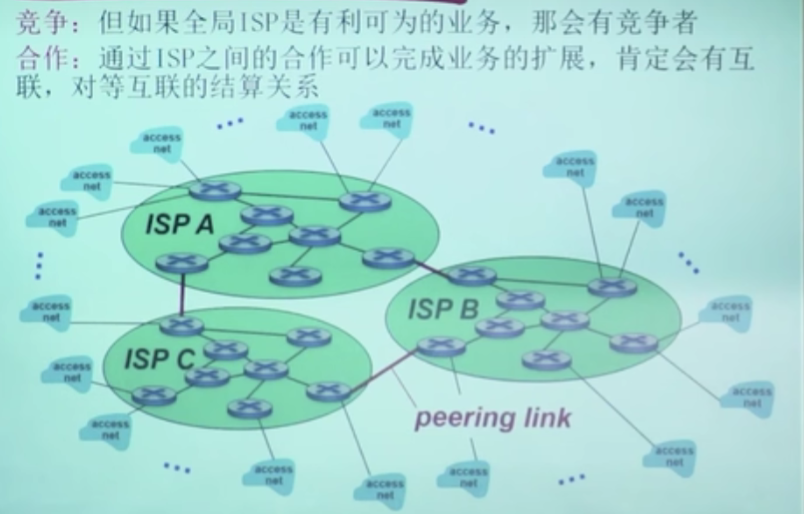 竞争：但如果全局ISP是有利可为的业务，那会有竞争者
合作：通过ISP之间的合作可以完成业务的扩展，肯定会有互
联，对等互联的结算关系
access
net
access
net
access
net
access
net
access
net
access
net
access
net
ISP A
ISP B
ISP C
access
net
access
net
access
net
access
net
access
net
peering link
access
net
access
net
access
net
access
net